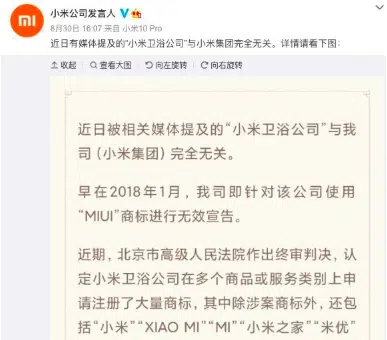 小米公司发言人
8月30日 16:07 来自 小米10 Pro
近日有媒体提及的“小米卫浴公司”与小米集团完全无关。详情请看下图：
收起 查看大图 向左旋转 向右旋转
近日被相关媒体提及的“小米卫浴公司”与我
司（小米集团）完全无关。
早在2018年1月，我司即针对该公司使用
“MIUI”商标进行无效宣告。
近期，北京市高级人民法院作出终审判决，认
定小米卫浴公司在多个商品或服务类别上申
请注册了大量商标，其中除涉案商标外，还包
括“小米”“XIAO MI”“MI”“小米之家”“米优”